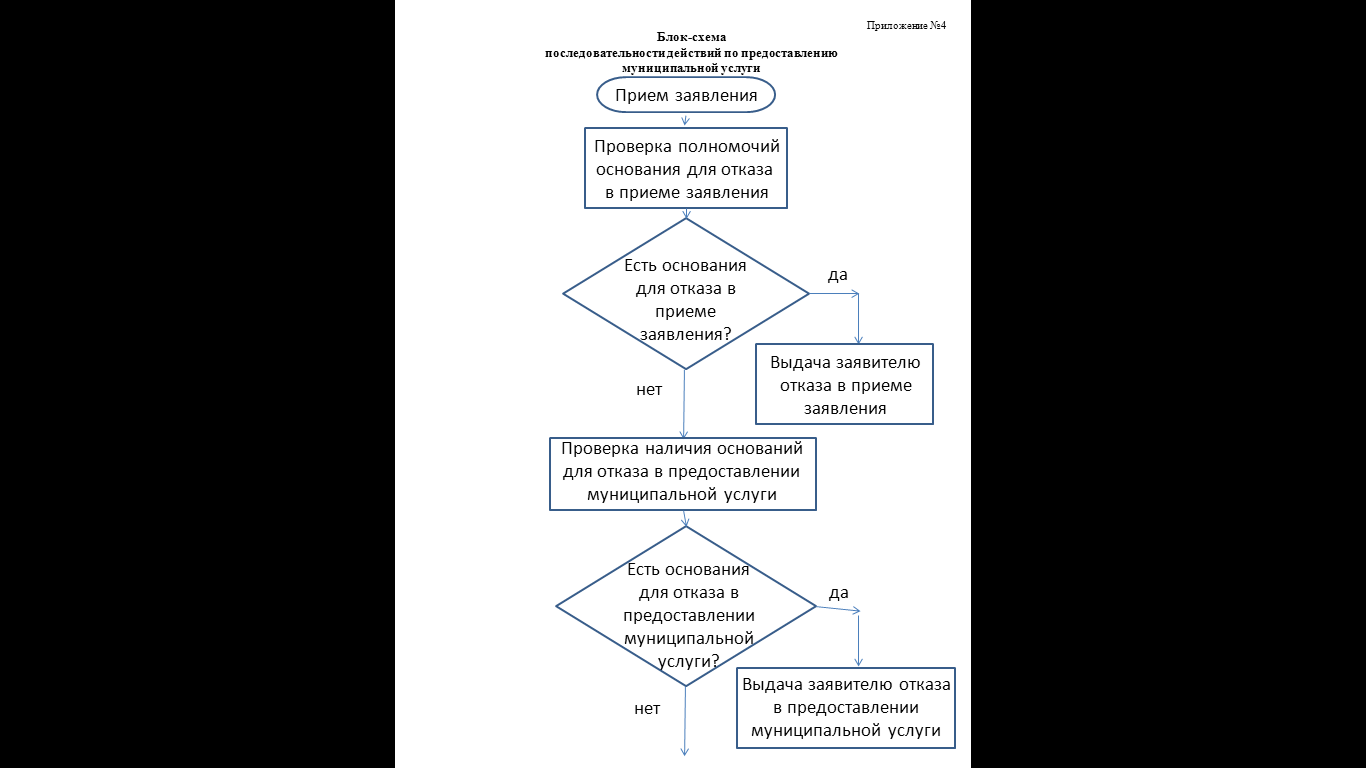 Приложение №4
Блок-схема
последовательности действий по предоставлению
муниципальной услуги
Прием заявления
Проверка полномочий
основания для отказа
в приеме заявления
Есть основания
для отказа в
приеме
заявления?
да
Выдача заявителю
отказа в приеме
заявления
нет
Проверка наличия оснований
для отказа в предоставлении
муниципальной услуги
Есть основания
для отказа в
предоставлении
муниципальной
услуги?
да
Выдача заявителю отказа
в предоставлении
муниципальной услуги
нет